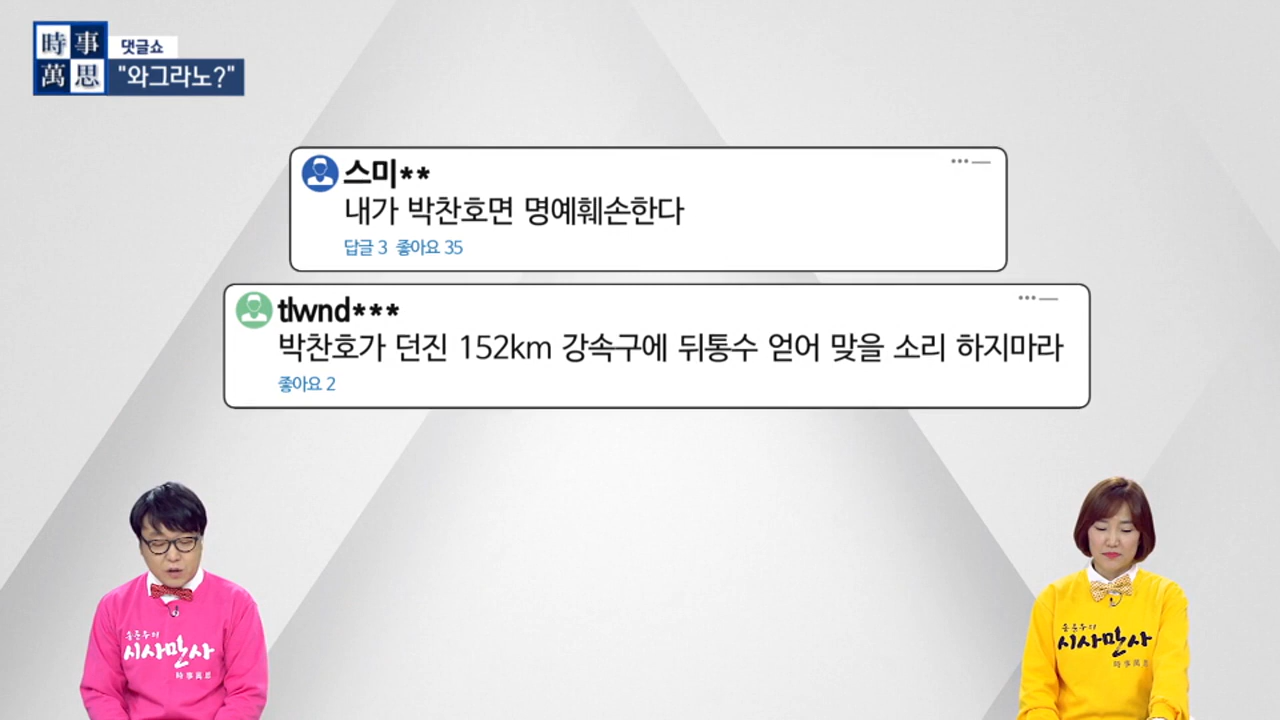 時事
萬思
댓글쇼
"와그라노?"
스미**
내가 박찬호면 명예훼손한다
답글 3 좋아요 35
tlwnd***
박찬호가 던진 152km 강속구에 뒤통수 얻어 맞을 소리 하지마라
좋아요 2
시사만사
時事萬思
시사만사
時事萬思